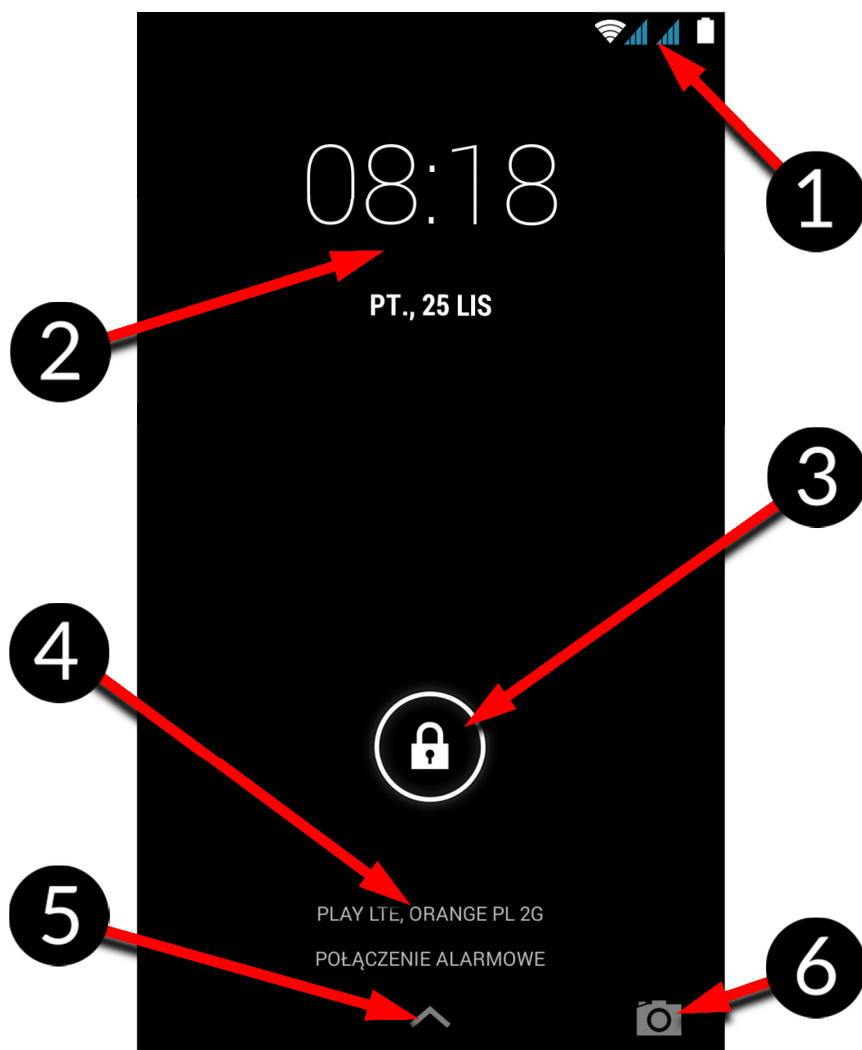 08:18
1
PT., 25 LIS
2
3
4
PLAY LTE, ORANGE PL 2G
5
POŁĄCZENIE ALARMOWE
6